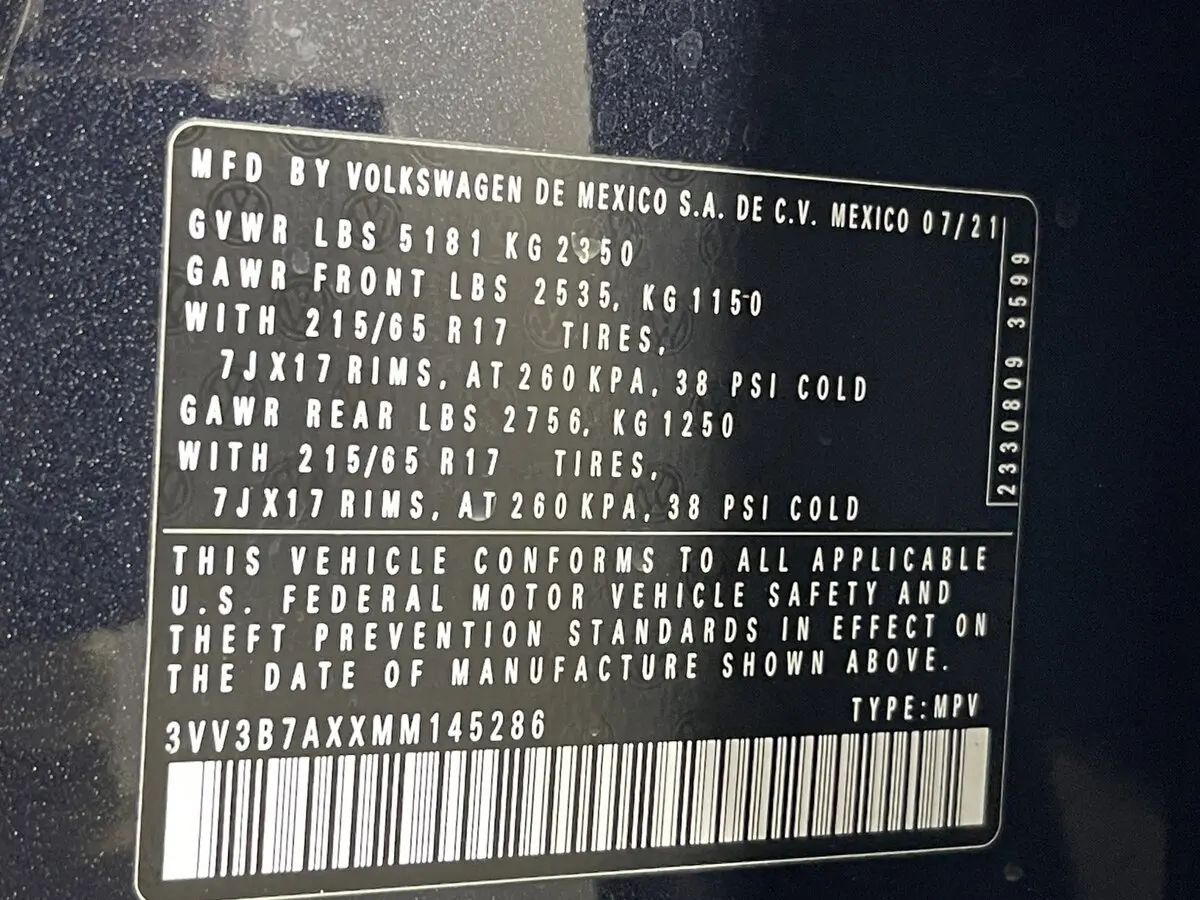 MFD BY VOLKSWAGEN DE MEXICO S.A. DE C.V. MEXICO 07/21
GVWR LBS 5181 KG 2350
GAWR FRONT LBS 2535, KG 1150
WITH 215/65 R17 TIRES,
7JX17 RIMS, AT 260 KPA, 38 PSI COLD
GAWR REAR LBS 2756, KG 1250
WITH 215/65 R17 TIRES,
7JX17 RIMS, AT 260 KPA, 38 PSI COLD
2330809 3599
THIS VEHICLE CONFORMS TO ALL APPLICABLE
U.S. FEDERAL MOTOR VEHICLE SAFETY AND
THEFT PREVENTION STANDARDS IN EFFECT ON
THE DATE OF MANUFACTURE SHOWN ABOVE.
3VV3B7AXXMM145286 TYPE:MPV